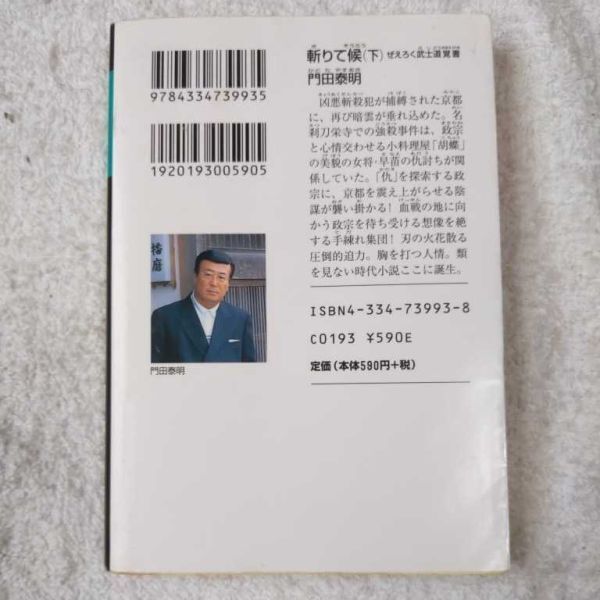 9784334739935
1920193005905
斬りて候(下) ぜえろく武士道覚書
門田泰明
凶悪斬殺犯が捕縛された京都
に、再び暗雲が垂れ込めた。名
刹刀栄寺での強殺事件は、政宗
と心情交わせる小料理屋「胡蝶」
の美貌の女将・早苗の仇討ちが関
係していた。「仇」を探索する政
宗に、京都を震え上がらせる陰
謀が襲い掛かる！血戦の地に向
かう政宗を待ち受ける想像を絶
する手練れ集団！刃の火花散る
圧倒的迫力。胸を打つ人情。類
を見ない時代小説ここに誕生。
ISBN4-334-73993-8
C0193 ¥590E
定価(本体590円+税)
播磨
門田泰明